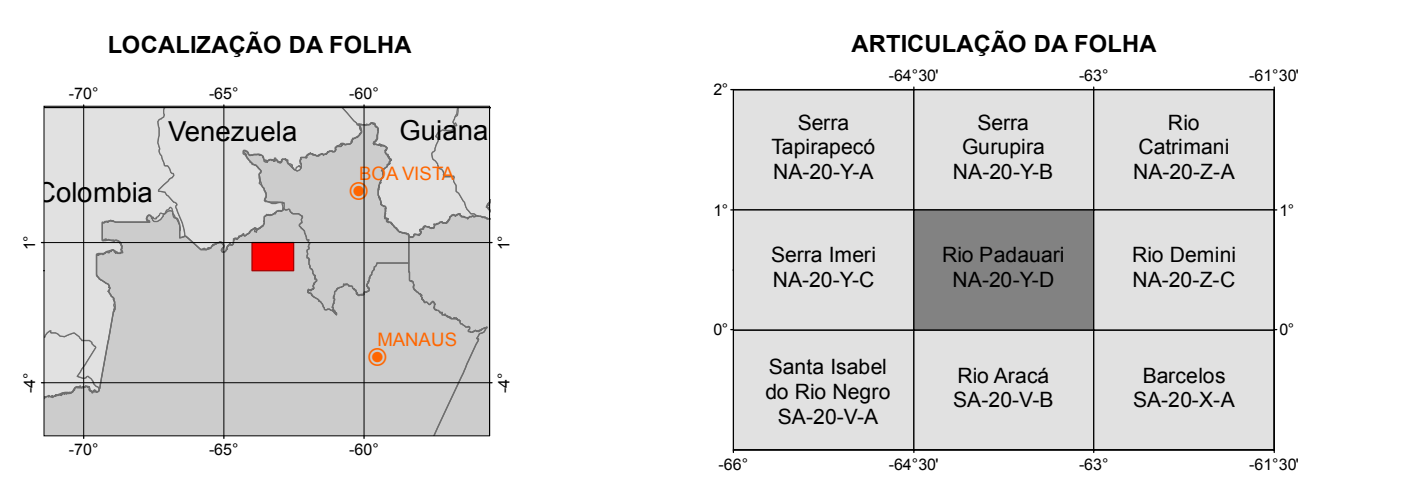 LOCALIZAÇÃO DA FOLHA
-70°
-65°
-60°
Venezuela
Guiana
BOA VISTA
Colombia
1°
1°
MANAUS
-4°
-4°
-70°
-65°
-60°
ARTICULAÇÃO DA FOLHA
-64°30'
-63°
-61°30'
2°
Serra
Tapirapecó
NA-20-Y-A
Serra
Gurupira
NA-20-Y-B
Rio
Catrimani
NA-20-Z-A
1°
1°
Serra Imeri
NA-20-Y-C
Rio Padauari
NA-20-Y-D
Rio Demini
NA-20-Z-C
0°
0°
Santa Isabel
do Rio Negro
SA-20-V-A
Rio Aracá
SA-20-V-B
Barcelos
SA-20-X-A
-66°
-64°30'
-63°
-61°30'